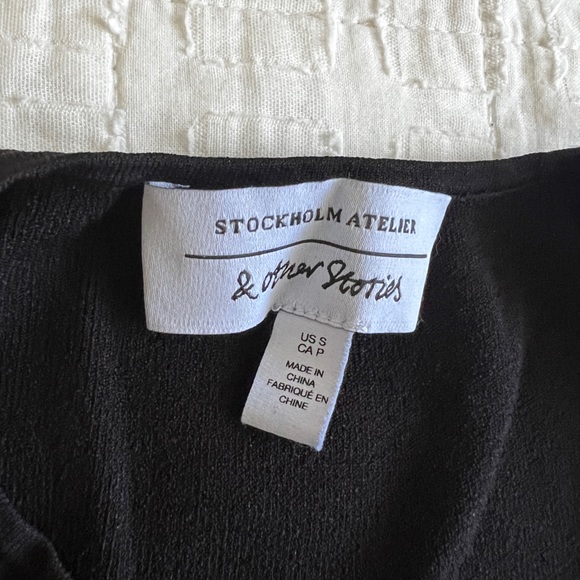 STOCKHOLM ATELIER
& other Stories
US S
CA P
MADE IN
CHINA
FABRIQUÉ EN
CHINE